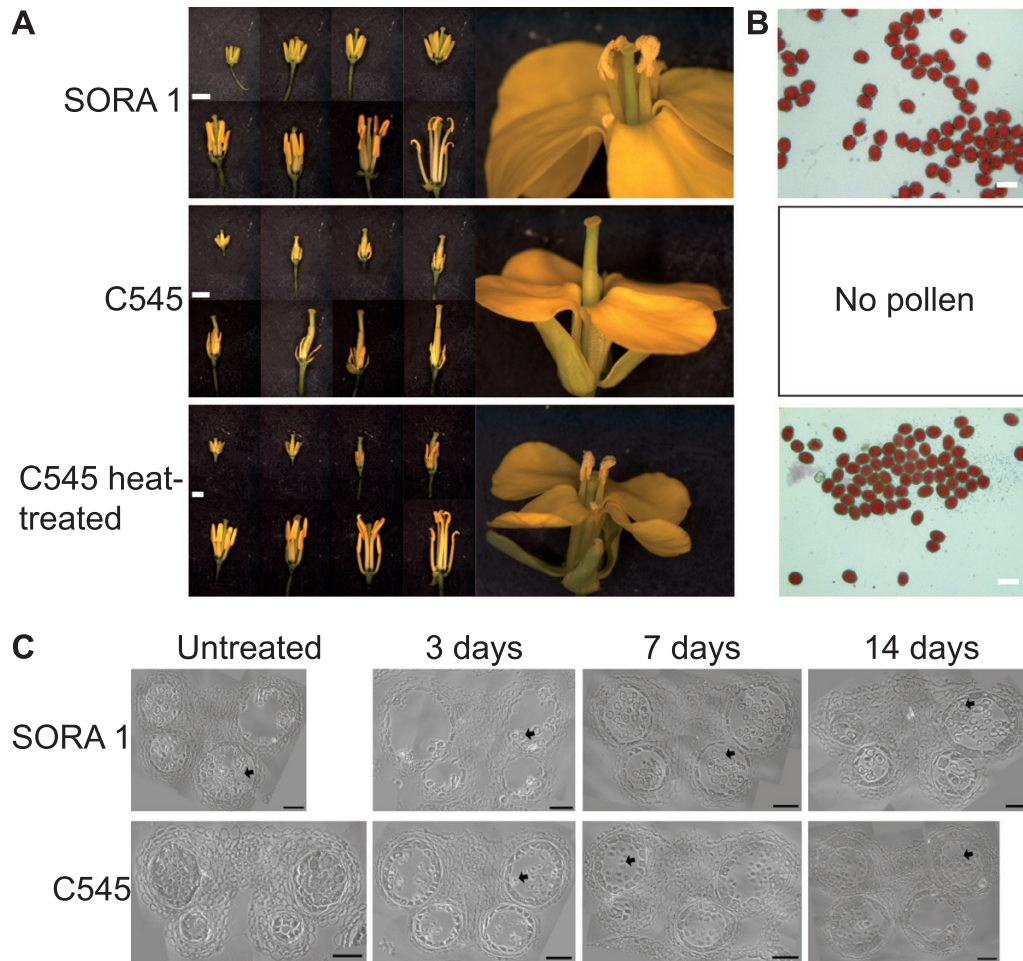 A
B
SORA 1
C545
No pollen
C545 heat-
treated
C
Untreated
3 days
7 days
14 days
SORA 1
C545